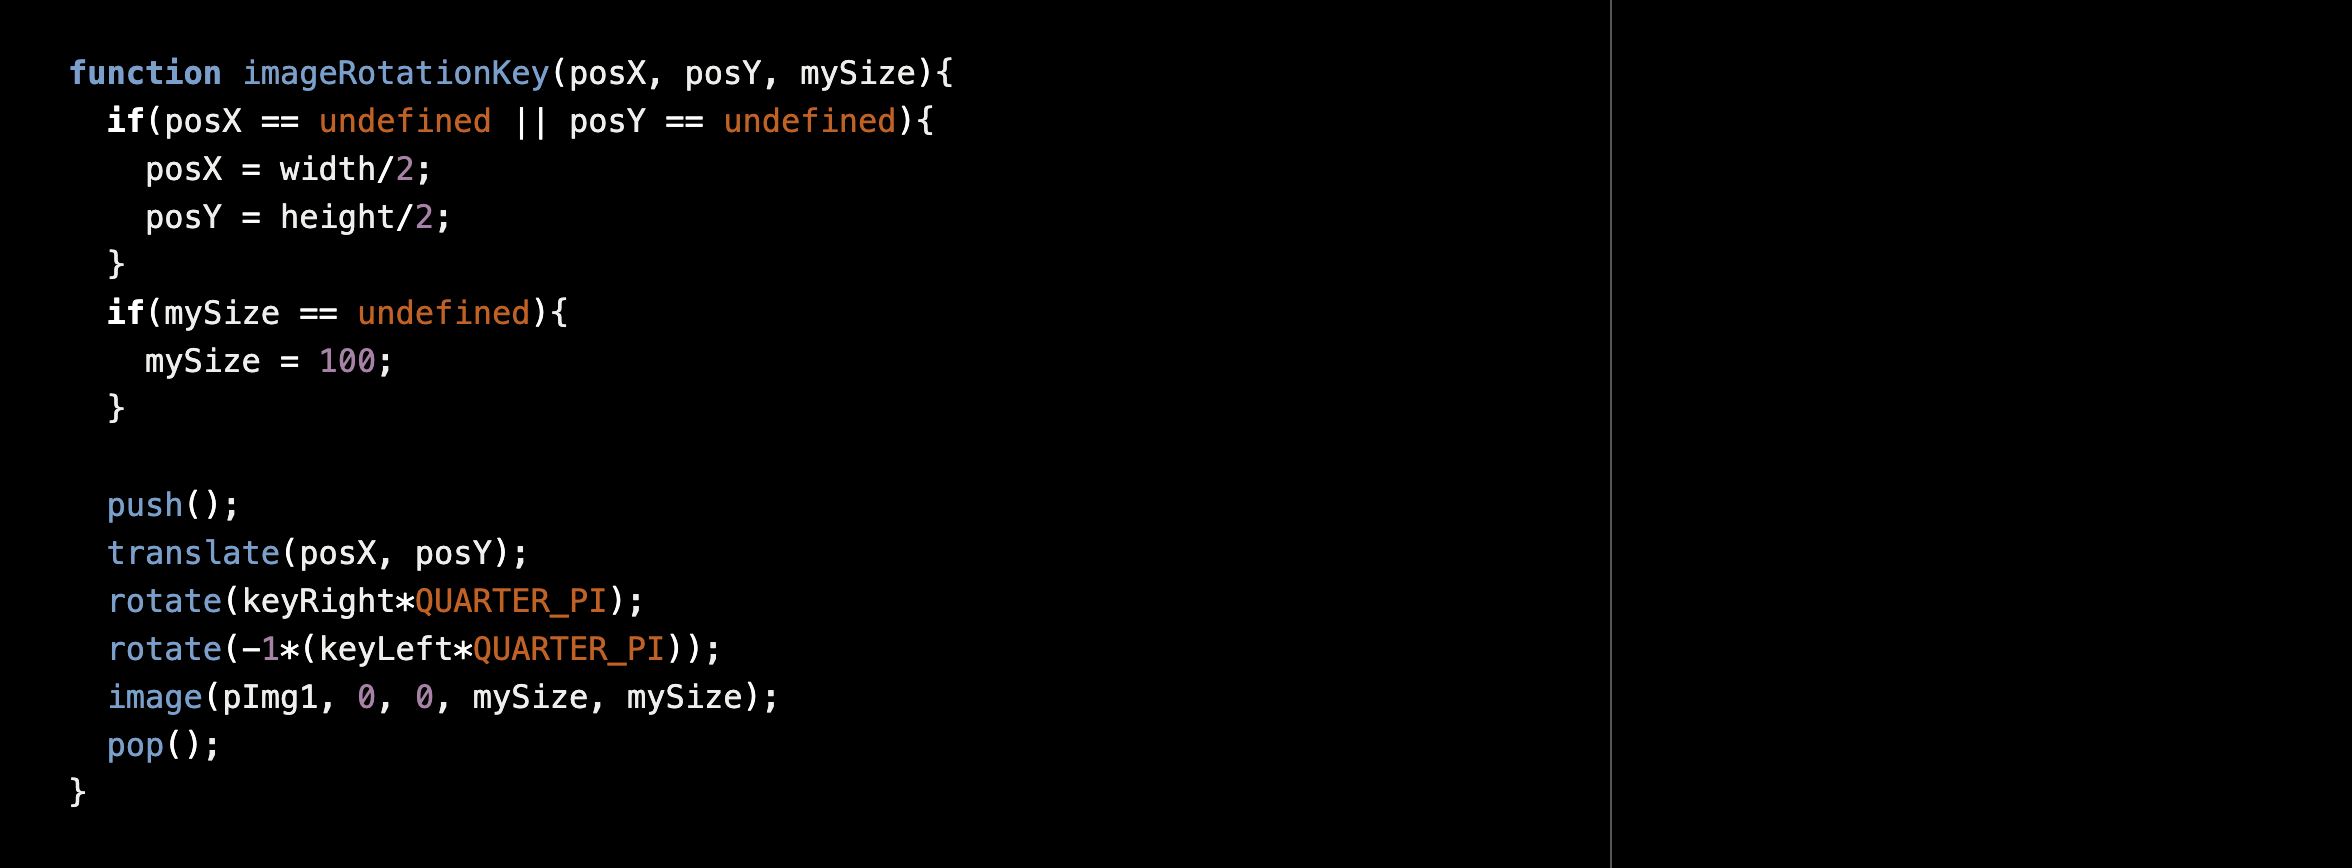 function imageRotationKey(posX, posY, mySize){
if(posX == undefined || posY == undefined){
posX = width/2;
posY = height/2;
}
if(mySize == undefined){
mySize = 100;
}
push();
translate(posX, posY);
rotate(keyRight*QUARTER_PI);
rotate(-1*(keyLeft*QUARTER_PI));
image(pImg1, 0, 0, mySize, mySize);
pop();
}